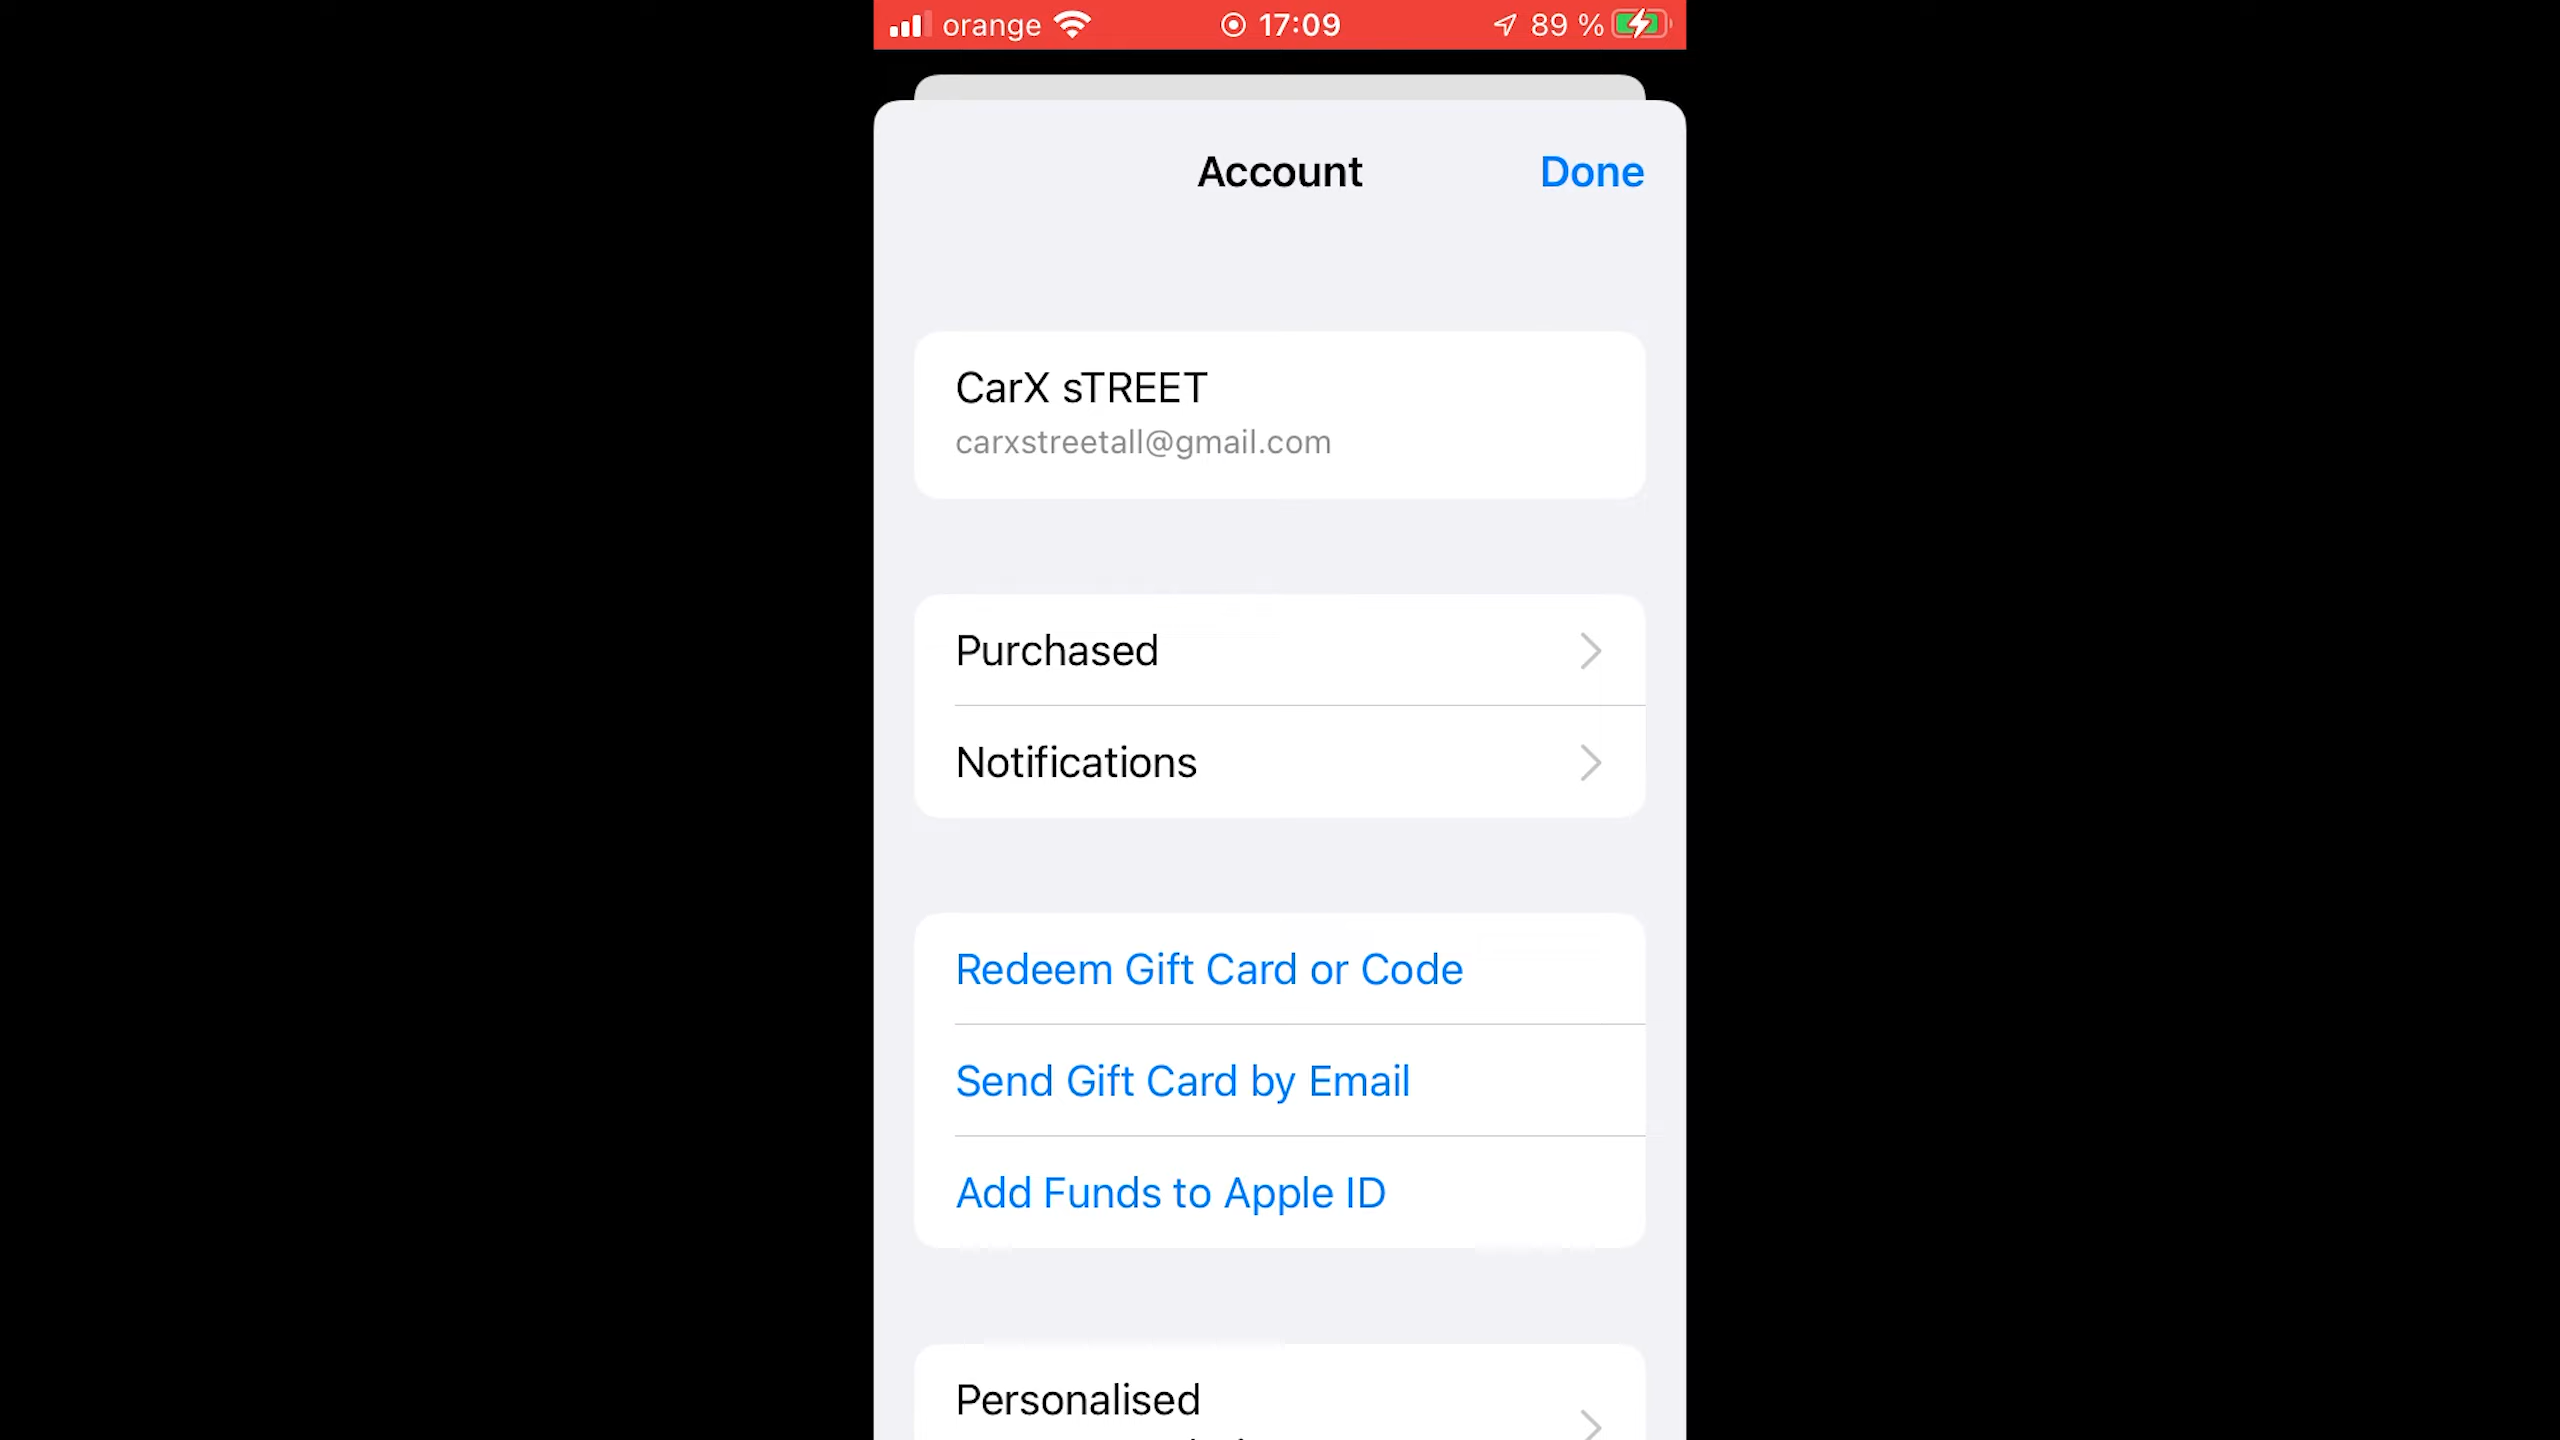 orange 17:09 89 %
Account Done
CarX sTREET
carxstreetall@gmail.com
Purchased
Notifications
Redeem Gift Card or Code
Send Gift Card by Email
Add Funds to Apple ID
Personalised